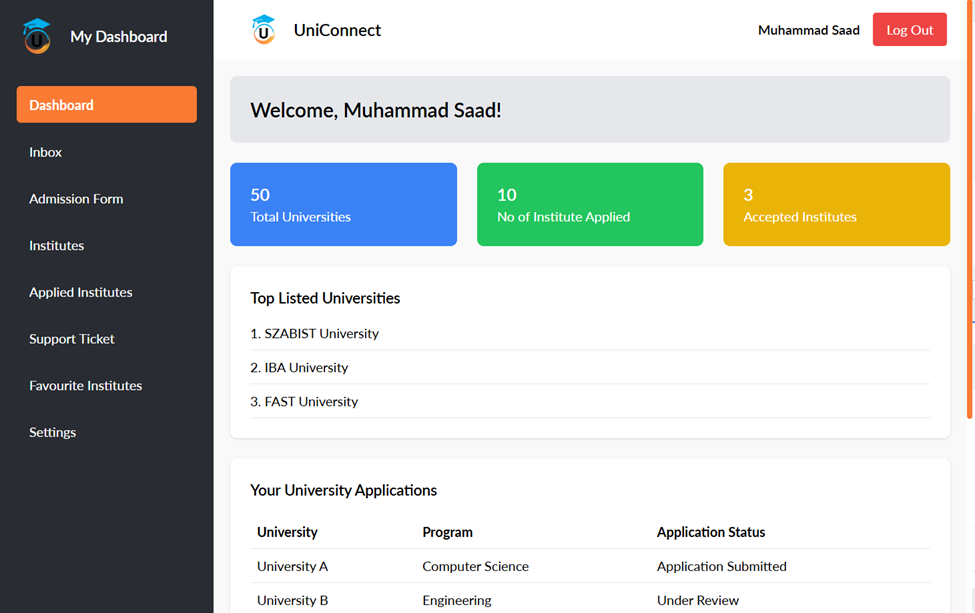 My Dashboard
Dashboard
Inbox
Admission Form
Institutes
Applied Institutes
Support Ticket
Favourite Institutes
Settings
U UniConnect
Muhammad Saad
Log Out
Welcome, Muhammad Saad!
50
Total Universities
10
No of Institute Applied
3
Accepted Institutes
Top Listed Universities
1. SZABIST University
2. IBA University
3. FAST University
Your University Applications
University Program Application Status
University A Computer Science Application Submitted
University B Engineering Under Review